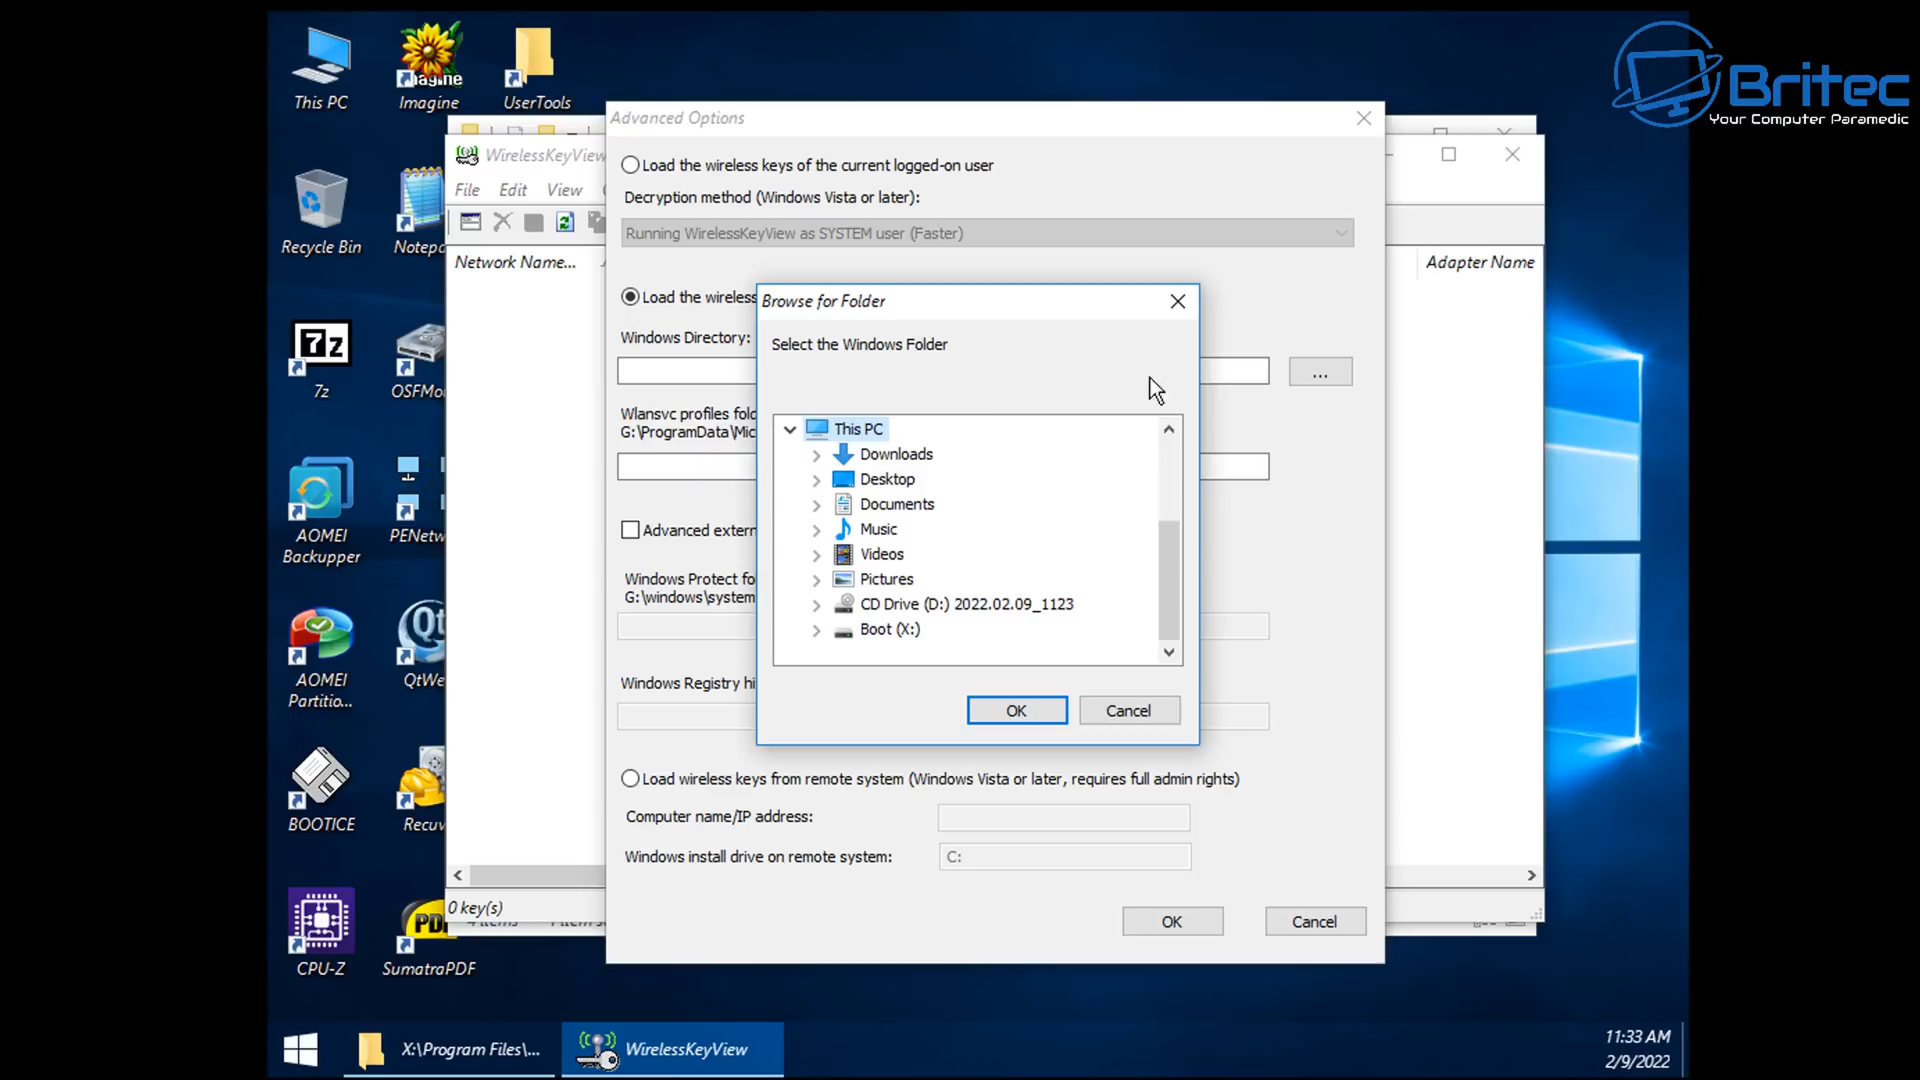 This PC
Imagine
UserTools
Recycle Bin
Notep
7z
OSFMo
AOMEI
Backupper
PENetw
AOMEI
Partitio...
QtWe
BOOTICE
Recuv
CPU-Z
SumatraPDF
Britec
Your Computer Paramedic
WirelessKeyView
File Edit View
Network Name...
Adapter Name
0 key(s)
Advanced Options
Load the wireless keys of the current logged-on user
Decryption method (Windows Vista or later):
Running WirelessKeyView as SYSTEM user (Faster)
Load the wireless
Windows Directory:
...
Wlansvc profiles fol
G:\ProgramData\Mic
Advanced extern
Windows Protect fo
G:\windows\system
Windows Registry hi
Load wireless keys from remote system (Windows Vista or later, requires full admin rights)
Computer name/IP address:
Windows install drive on remote system:
C:
OK
Cancel
Browse for Folder
Select the Windows Folder
This PC
Downloads
Desktop
Documents
Music
Videos
Pictures
CD Drive (D:) 2022.02.09_1123
Boot (X:)
OK
Cancel
X:\Program Files\...
WirelessKeyView
11:33 AM
2/9/2022